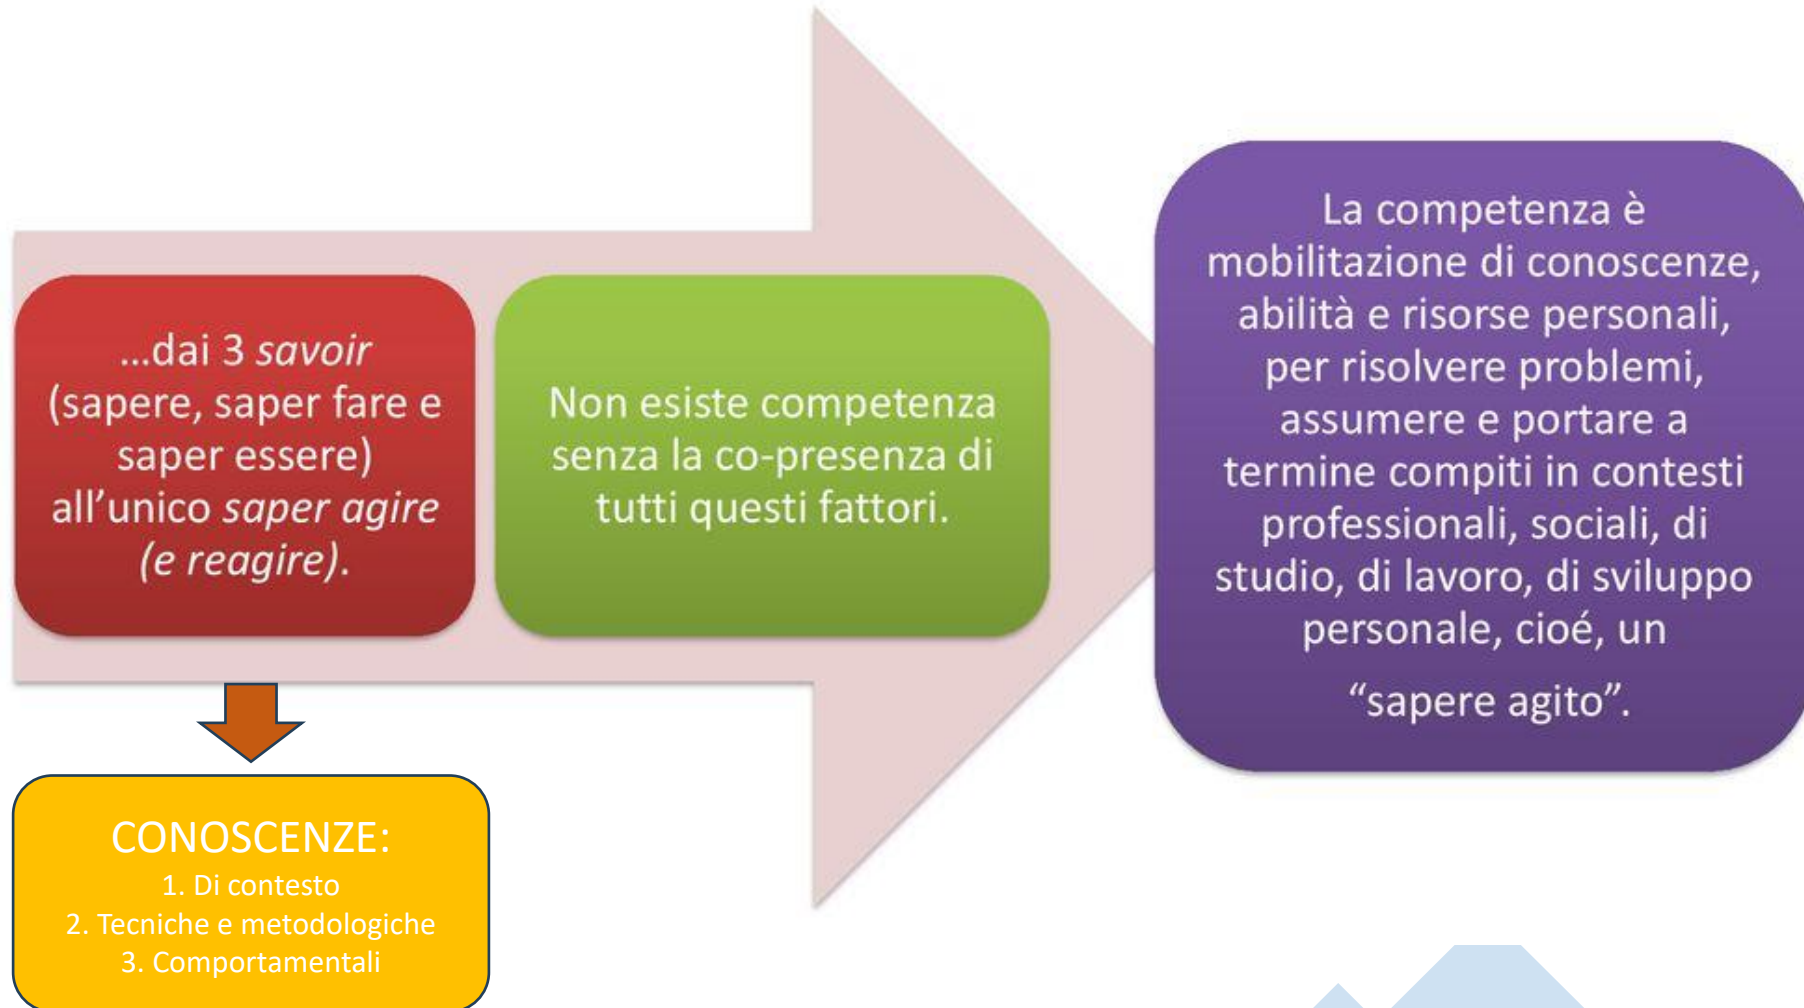 …dai 3 savoir
(sapere, saper fare e
saper essere)
all’unico saper agire
(e reagire).
Non esiste competenza
senza la co-presenza di
tutti questi fattori.
La competenza è
mobilitazione di conoscenze,
abilità e risorse personali,
per risolvere problemi,
assumere e portare a
termine compiti in contesti
professionali, sociali, di
studio, di lavoro, di sviluppo
personale, cioé, un
“sapere agito”.
CONOSCENZE:
1. Di contesto
2. Tecniche e metodologiche
3. Comportamentali